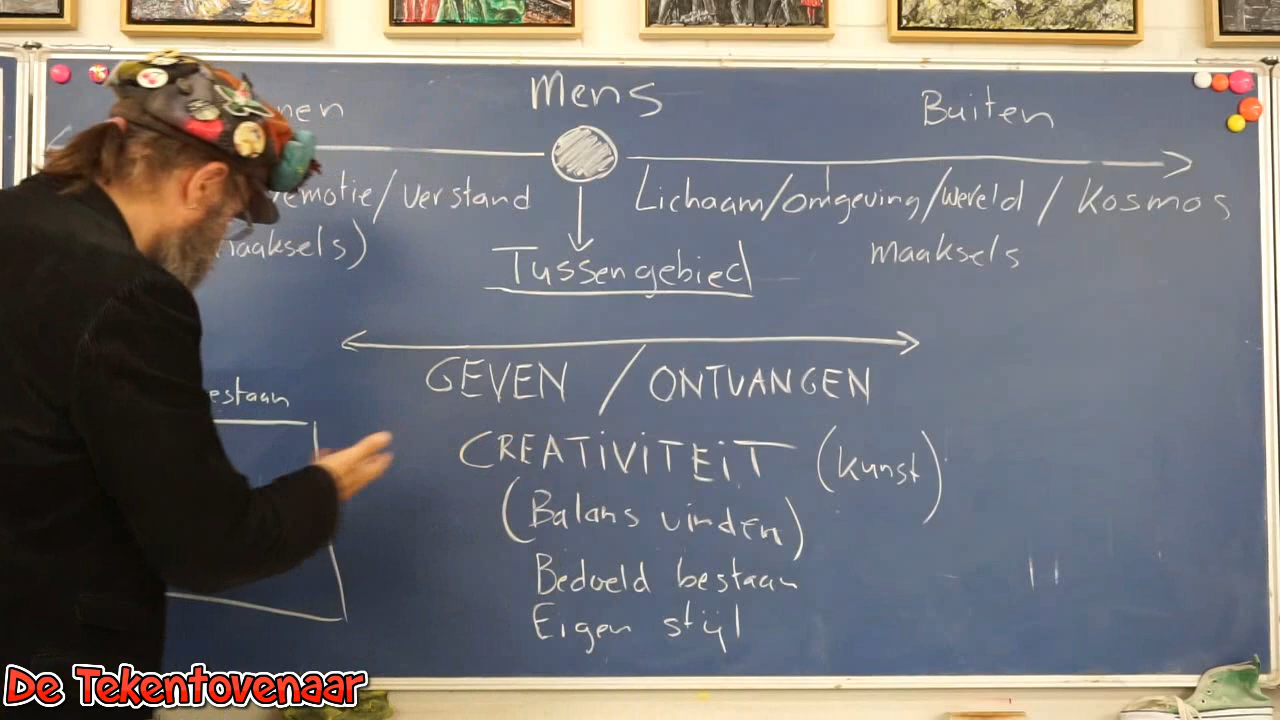 Mens
Buiten
emotie/verstand
Lichaam/omgeving/wereld/Kosmos
maaksels)
maaksels
Tussengebied
GEVEN / ONTVANGEN
CREATiViTEiT (kunst)
(Balans vinden)
Bedoeld bestaan
Eigen stijl
De Tekentovenaar